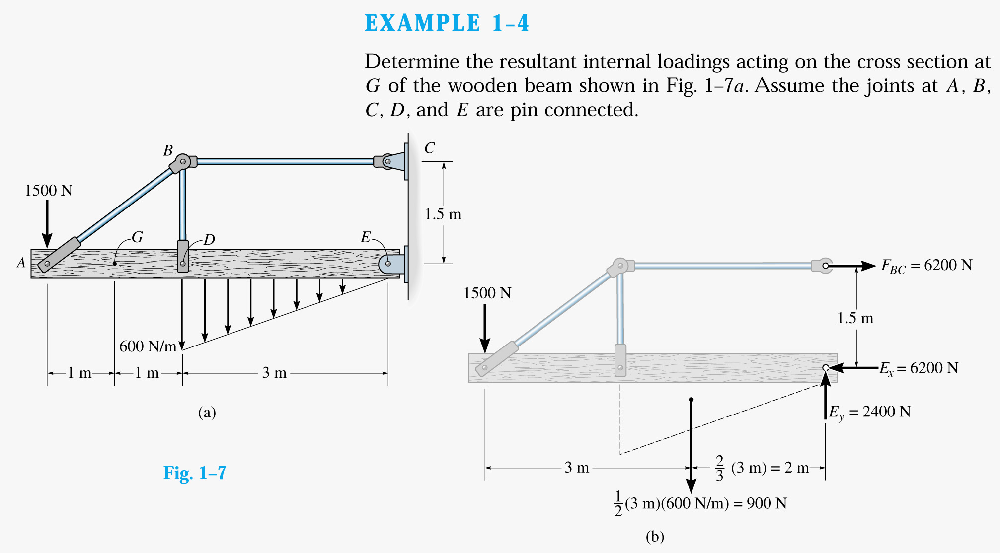 EXAMPLE 1–4
Determine the resultant internal loadings acting on the cross section at
G of the wooden beam shown in Fig. 1–7a. Assume the joints at A, B,
C, D, and E are pin connected.
B
C
1500 N
1.5 m
G
D
E
A
600 N/m
1 m
1 m
3 m
(a)
Fig. 1–7
F_BC = 6200 N
1500 N
1.5 m
E_x = 6200 N
E_y = 2400 N
3 m
2/3 (3 m) = 2 m
1/2(3 m)(600 N/m) = 900 N
(b)